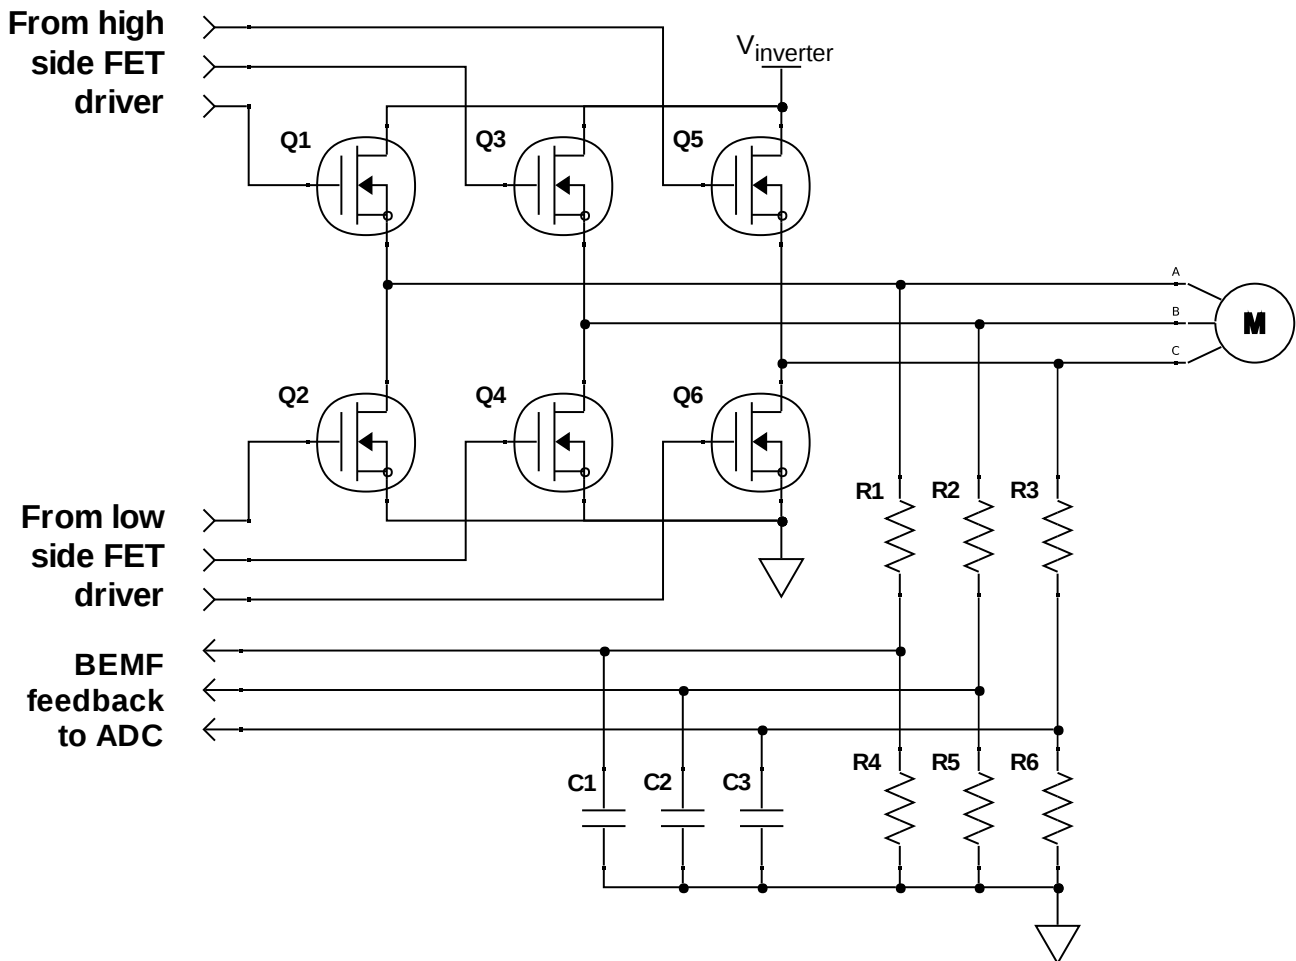 From high
side FET
driver
Vinverter
Q1
Q3
Q5
A
B
C
M
Q2
Q4
Q6
R1
R2
R3
From low
side FET
driver
BEMF
feedback
to ADC
C1
C2
C3
R4
R5
R6